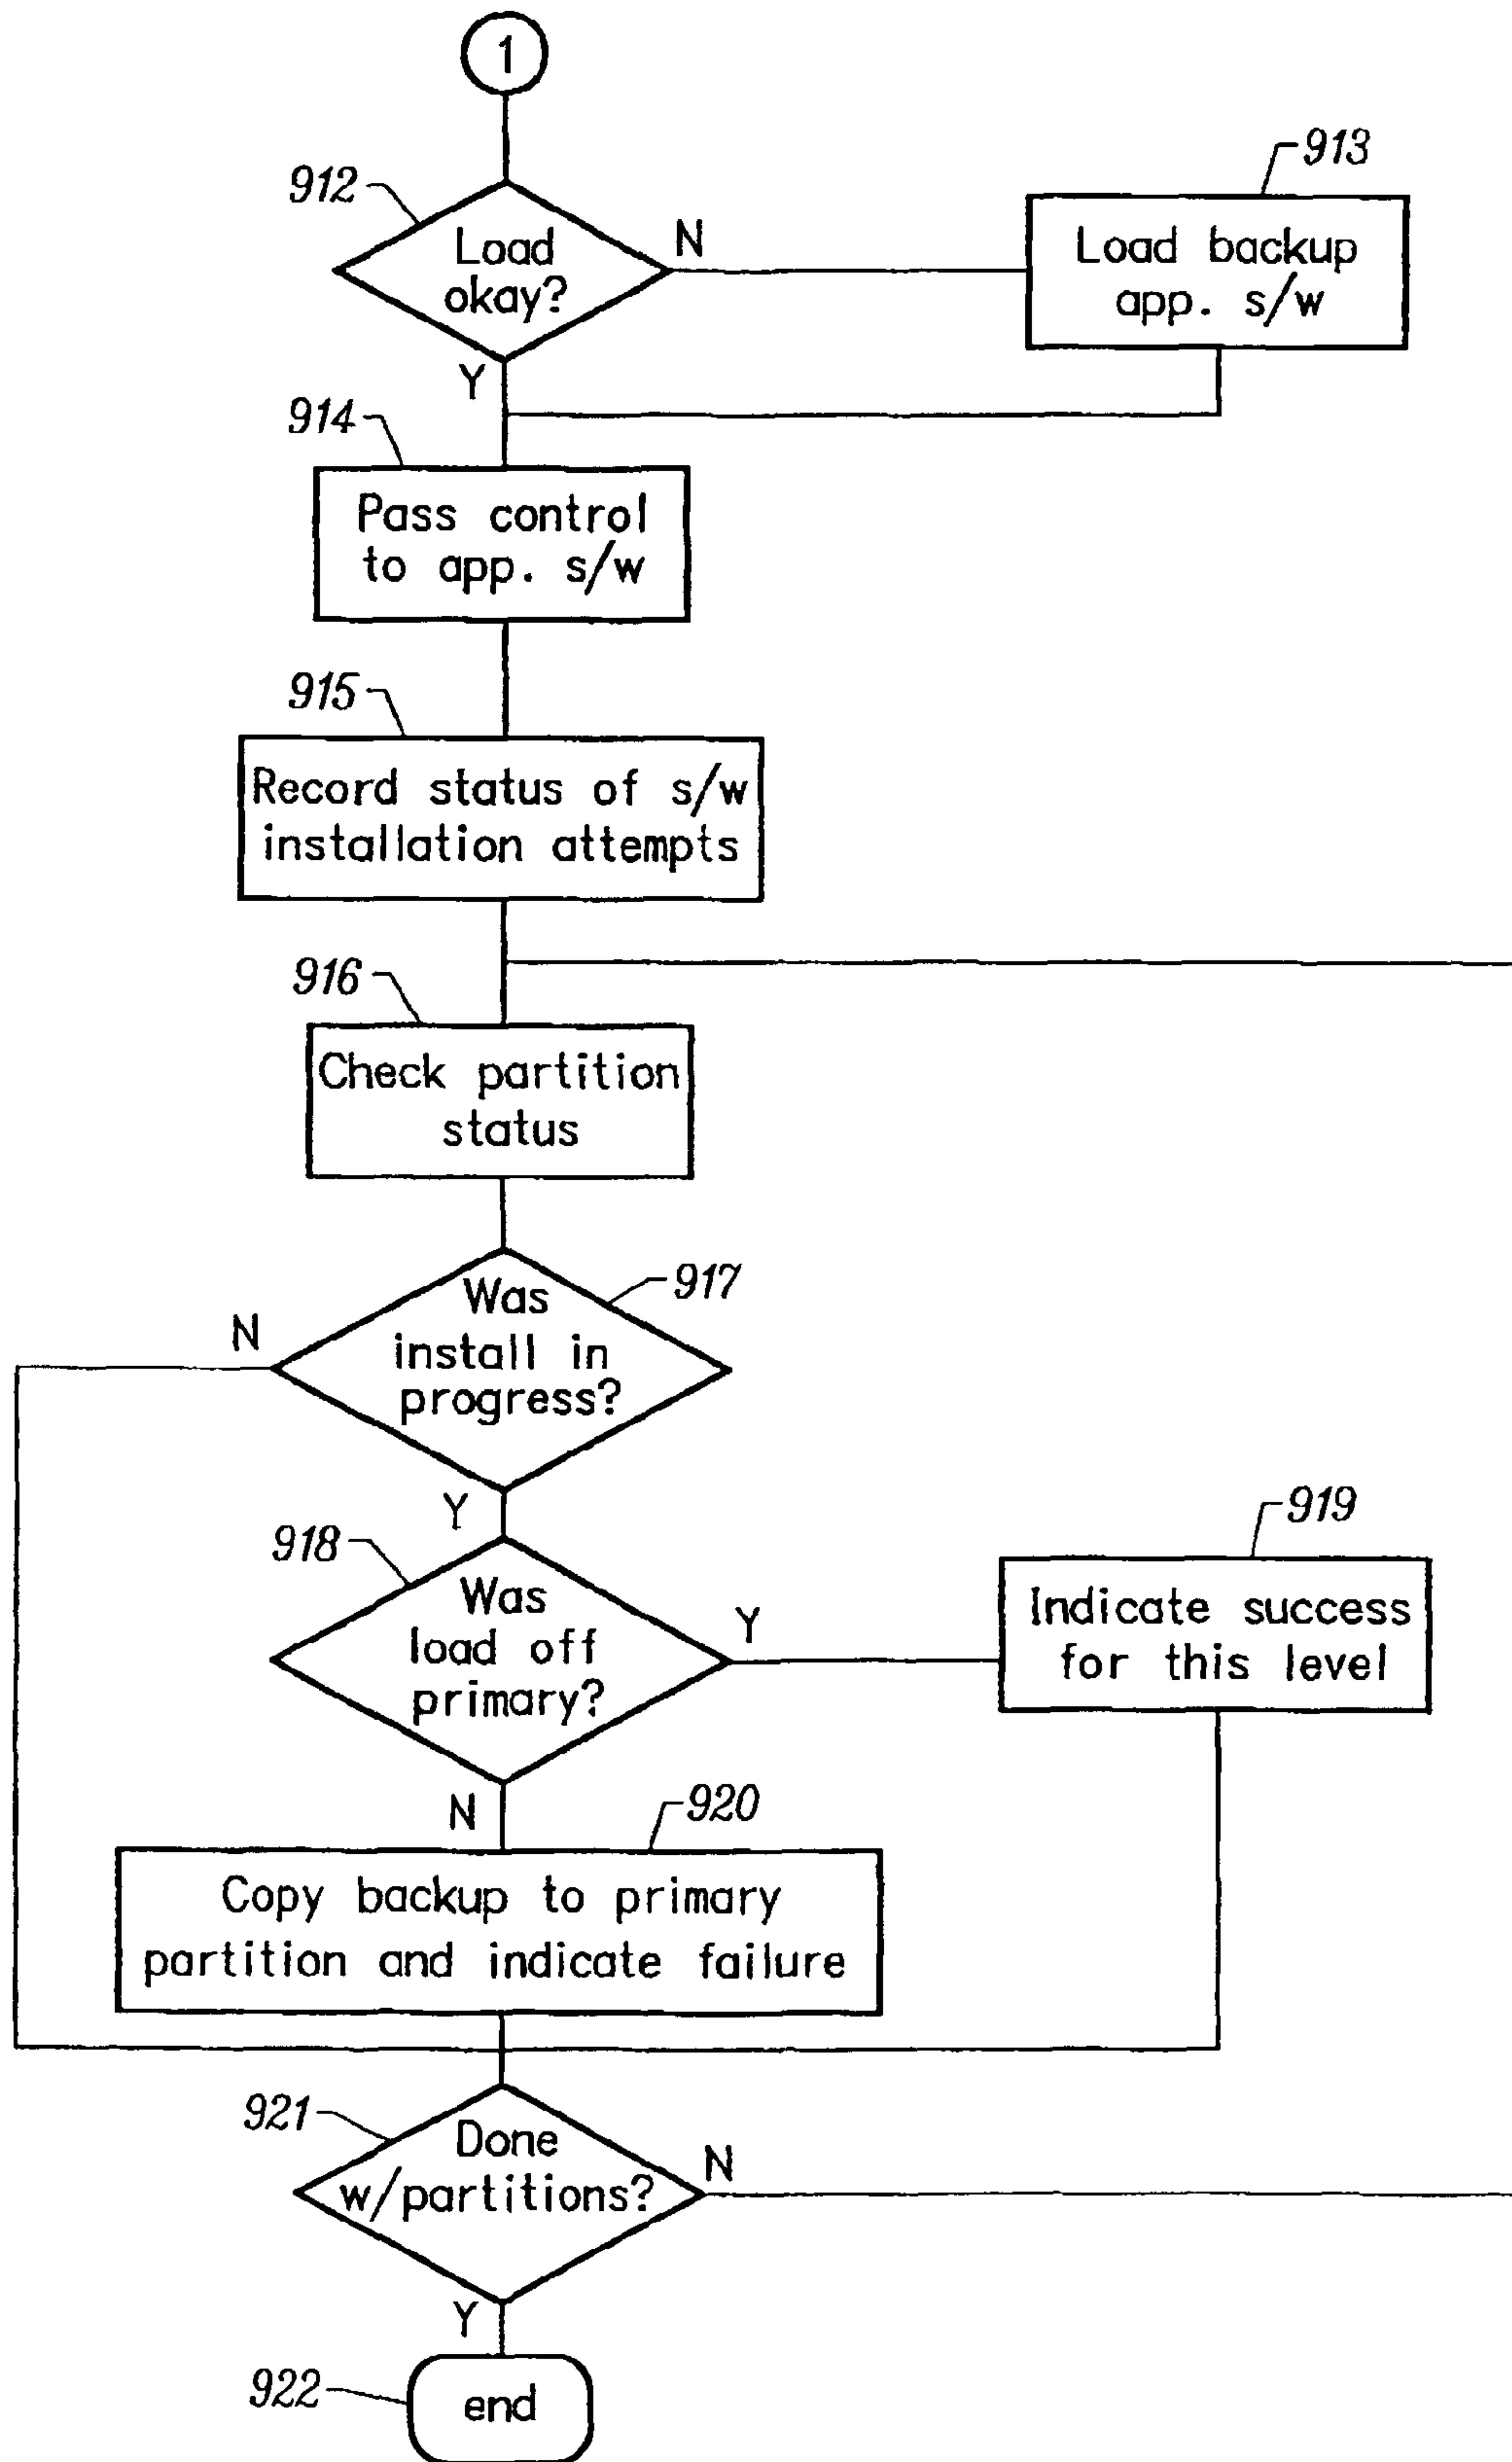 1
912
Load
okay?
N
913
Load backup
app. s/w
Y
914
Pass control
to app. s/w
915
Record status of s/w
installation attempts
916
Check partition
status
917
Was
install in
progress?
N
Y
918
Was
load off
primary?
Y
919
Indicate success
for this level
N
920
Copy backup to primary
partition and indicate failure
921
Done
w/partitions?
N
Y
922
end